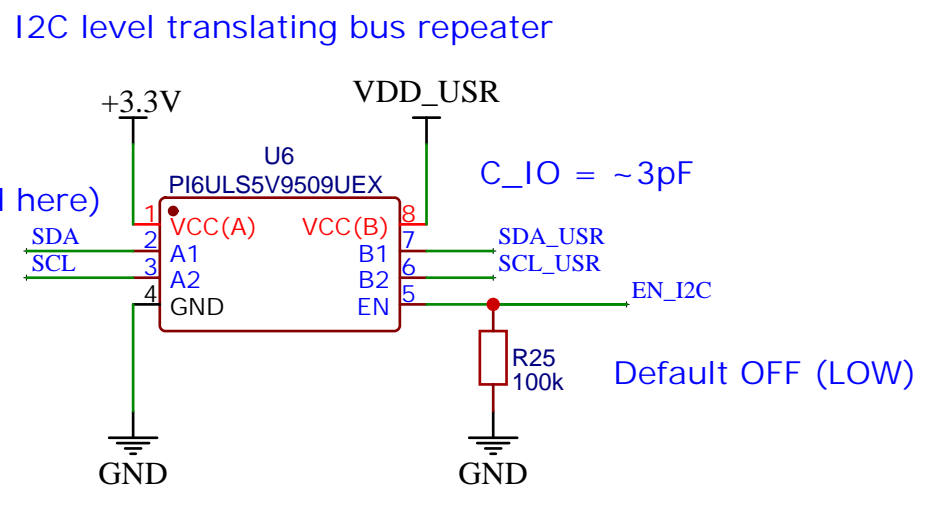 I2C level translating bus repeater
+3.3V
VDD_USR
U6
PI6ULS5V9509UEX
C_IO = ~3pF
here)
1
VCC(A)
VCC(B)
8
SDA
2
A1
B1
7
SDA_USR
SCL
3
A2
B2
6
SCL_USR
4
GND
EN
5
EN_I2C
R25
100k
Default OFF (LOW)
GND
GND